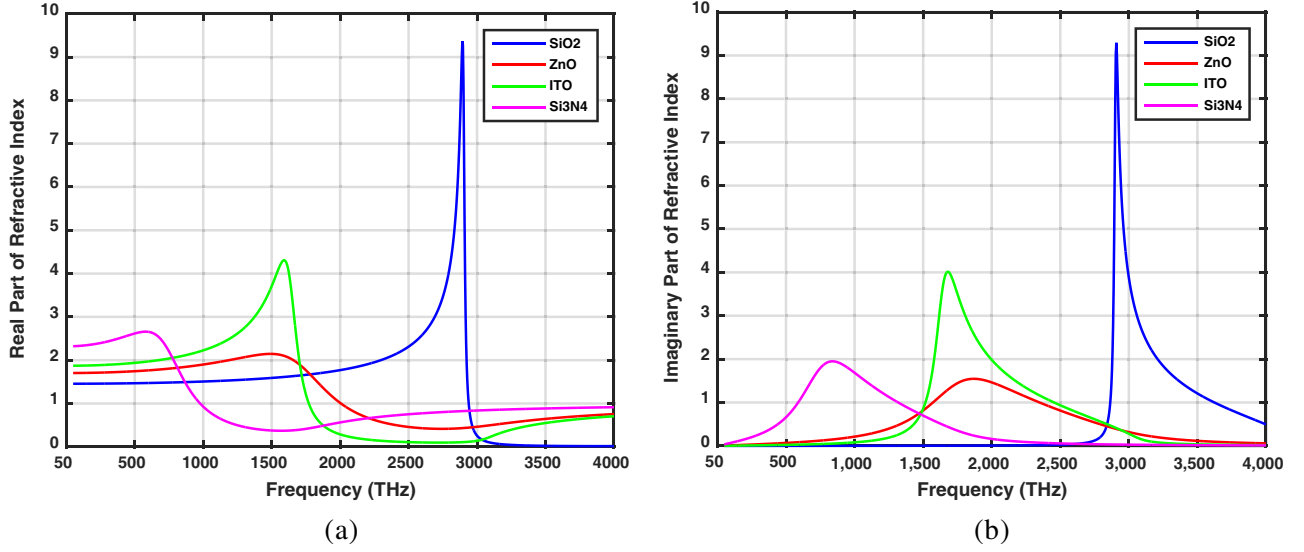 10
9
8
7
6
5
4
3
2
1
0
Real Part of Refractive Index
SiO2
ZnO
ITO
Si3N4
50 500 1000 1500 2000 2500 3000 3500 4000
Frequency (THz)
(a)
10
9
8
7
6
5
4
3
2
1
0
Imaginary Part of Refractive Index
SiO2
ZnO
ITO
Si3N4
50 500 1,000 1,500 2,000 2,500 3,000 3,500 4,000
Frequency (THz)
(b)